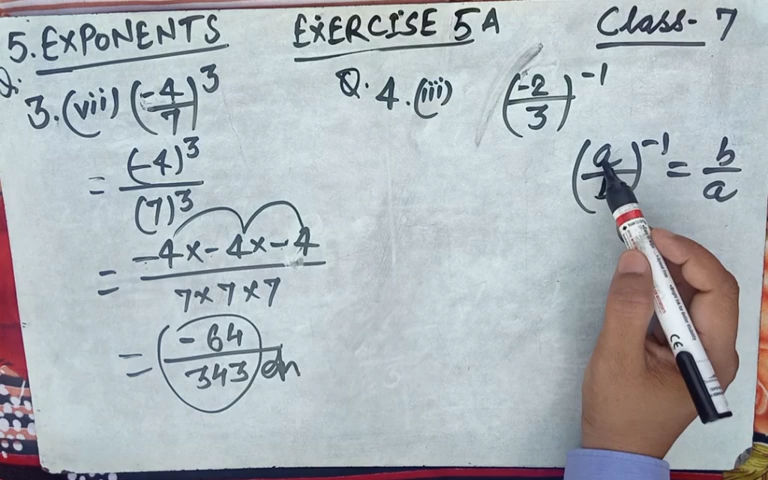 5. EXPONENTS EXERCISE 5A Class-7
Q. 3.(vii) (-4/7)^3
= (-4)^3/(7)^3
= -4×-4×-4/7×7×7
= (-64/343)
Q. 4.(iii) (-2/3)^-1
(a/b)^-1 = b/a